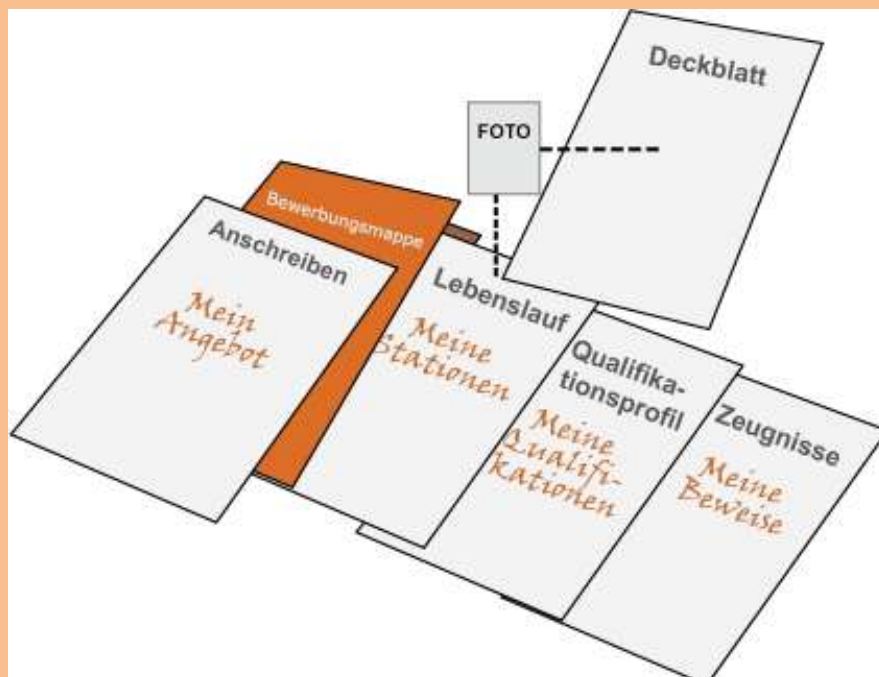 Deckblatt
FOTO
Bewerbungsmappe
Anschreiben
Mein
Angebot
Lebenslauf
Meine
Stationen
Qualifika-
tionsprofil
Meine
Qualifi-
kationen
Zeugnisse
Meine
Beweise